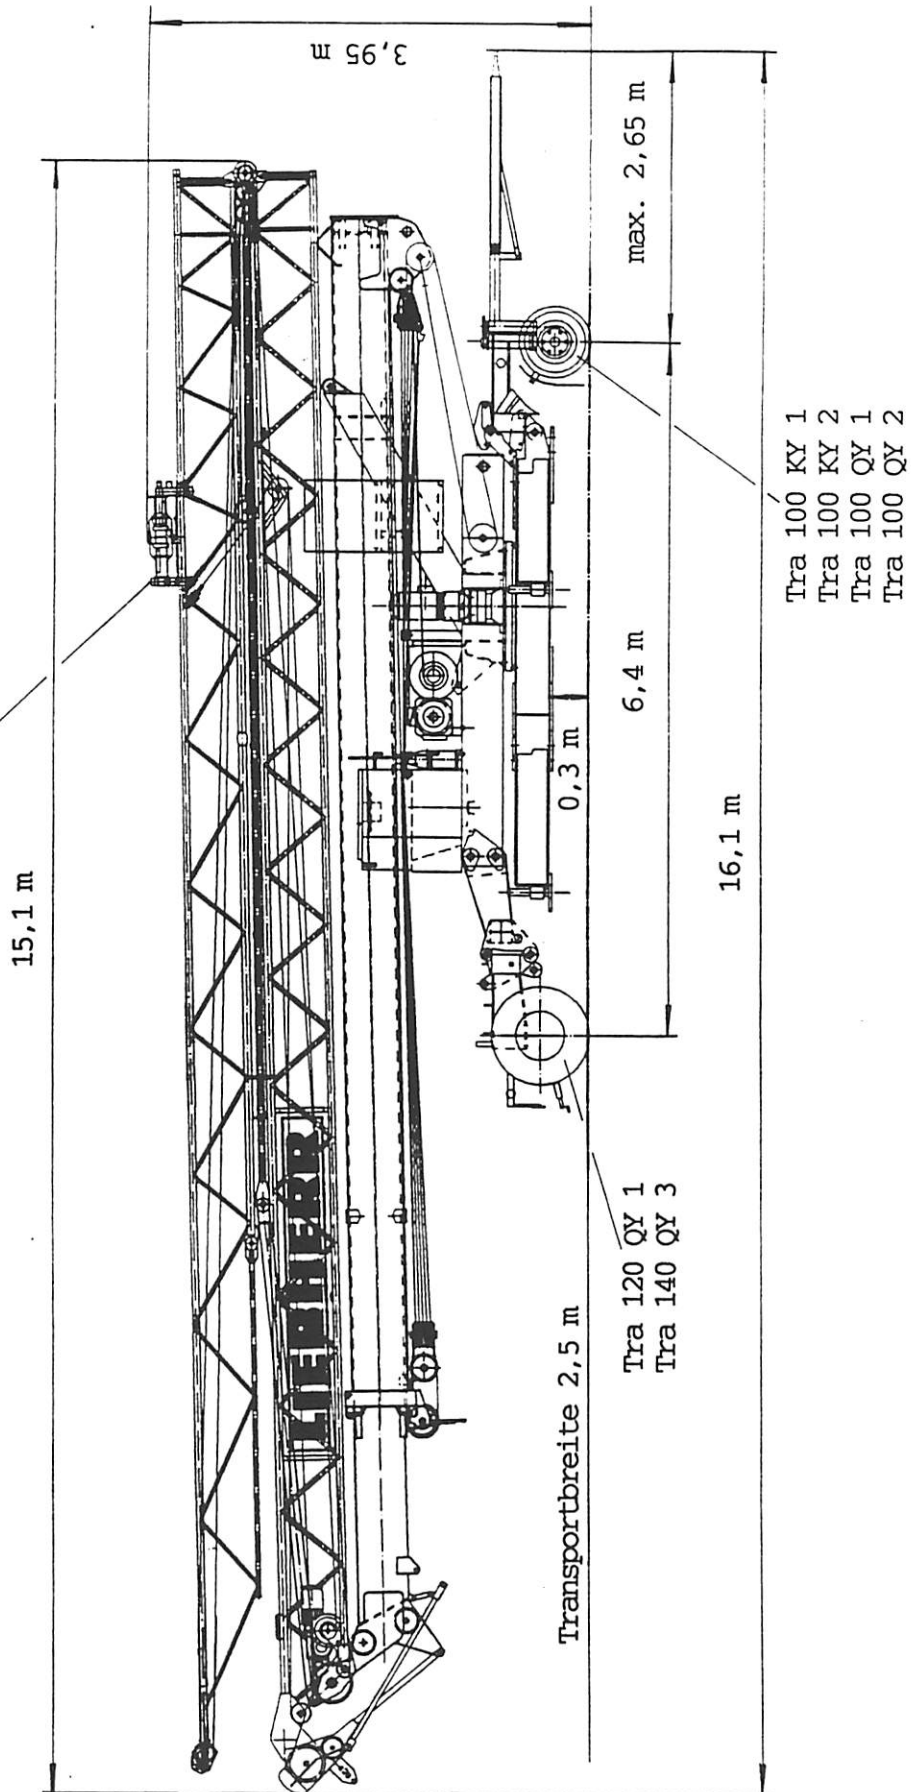 15,1 m
3,95 m
LIEBHERR
max. 2,65 m
6,4 m
0,3 m
16,1 m
Transportbreite 2,5 m
Tra 120 QY 1
Tra 140 QY 3
Tra 100 KY 1
Tra 100 KY 2
Tra 100 QY 1
Tra 100 QY 2